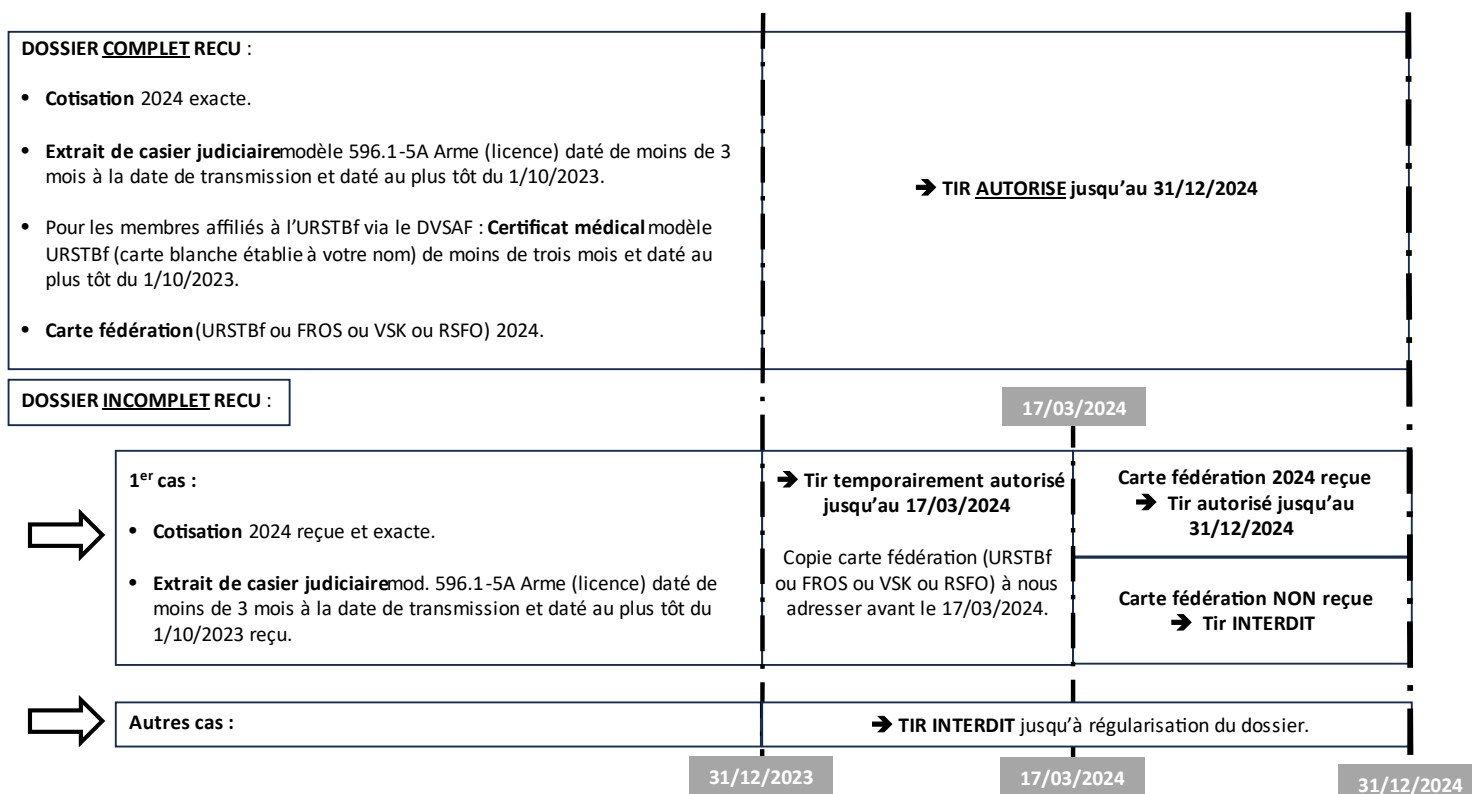 DOSSIER COMPLET RECU :
• Cotisation 2024 exacte.
• Extrait de casier judiciairemodèle 596.1-5A Arme (licence) daté de moins de 3
mois à la date de transmission et daté au plus tôt du 1/10/2023.
• Pour les membres affiliés à l'URSTBf via le DVSAF : Certificat médical modèle
URSTBf (carte blanche établie à votre nom) de moins de trois mois et daté au
plus tôt du 1/10/2023.
• Carte fédération (URSTBf ou FROS ou VSK ou RSFO) 2024.
➔ TIR AUTORISE jusqu'au 31/12/2024
DOSSIER INCOMPLET RECU :
17/03/2024
1er cas :
• Cotisation 2024 reçue et exacte.
• Extrait de casier judiciairemod. 596.1-5A Arme (licence) daté de
moins de 3 mois à la date de transmission et daté au plus tôt du
1/10/2023 reçu.
➔ Tir temporairement autorisé
jusqu'au 17/03/2024
Copie carte fédération (URSTBf
ou FROS ou VSK ou RSFO) à nous
adresser avant le 17/03/2024.
Carte fédération 2024 reçue
➔ Tir autorisé jusqu'au
31/12/2024
Carte fédération NON reçue
➔ Tir INTERDIT
Autres cas :
➔ TIR INTERDIT jusqu'à régularisation du dossier.
31/12/2023
17/03/2024
31/12/2024